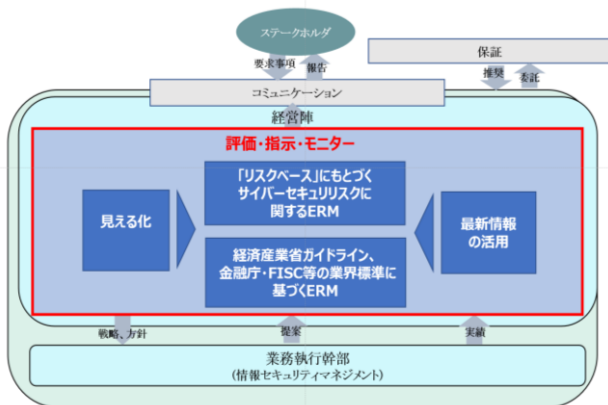 ステークホルダ
保証
要求事項
報告
推奨
委託
コミュニケーション
経営陣
評価・指示・モニター
「リスクベース」にもとづく
サイバーセキュリリスクに
関するERM
見える化
最新情報
の活用
経済産業省ガイドライン、
金融庁・FISC等の業界標準に
基づくERM
戦略、方針
提案
実績
業務執行幹部
(情報セキュリティマネジメント)